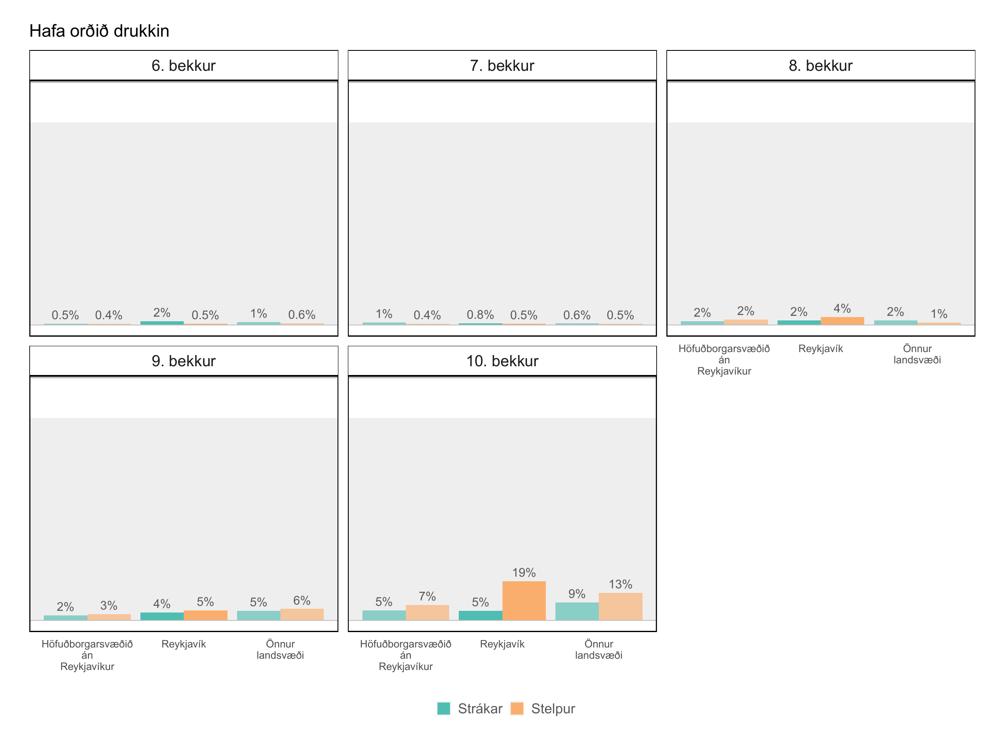 Hafa orðið drukkin
6. bekkur
7. bekkur
8. bekkur
0.5% 0.4% 2% 0.5% 1% 0.6%
1% 0.4% 0.8% 0.5% 0.6% 0.5%
2% 2% 2% 4% 2% 1%
Höfuðborgarsvæðið
án
Reykjavíkur
Reykjavík
Önnur
landsvæði
9. bekkur
10. bekkur
2% 3% 4% 5% 5% 6%
5% 7% 5% 19% 9% 13%
Höfuðborgarsvæðið
án
Reykjavíkur
Reykjavík
Önnur
landsvæði
Höfuðborgarsvæðið
án
Reykjavíkur
Reykjavík
Önnur
landsvæði
Strákar Stelpur